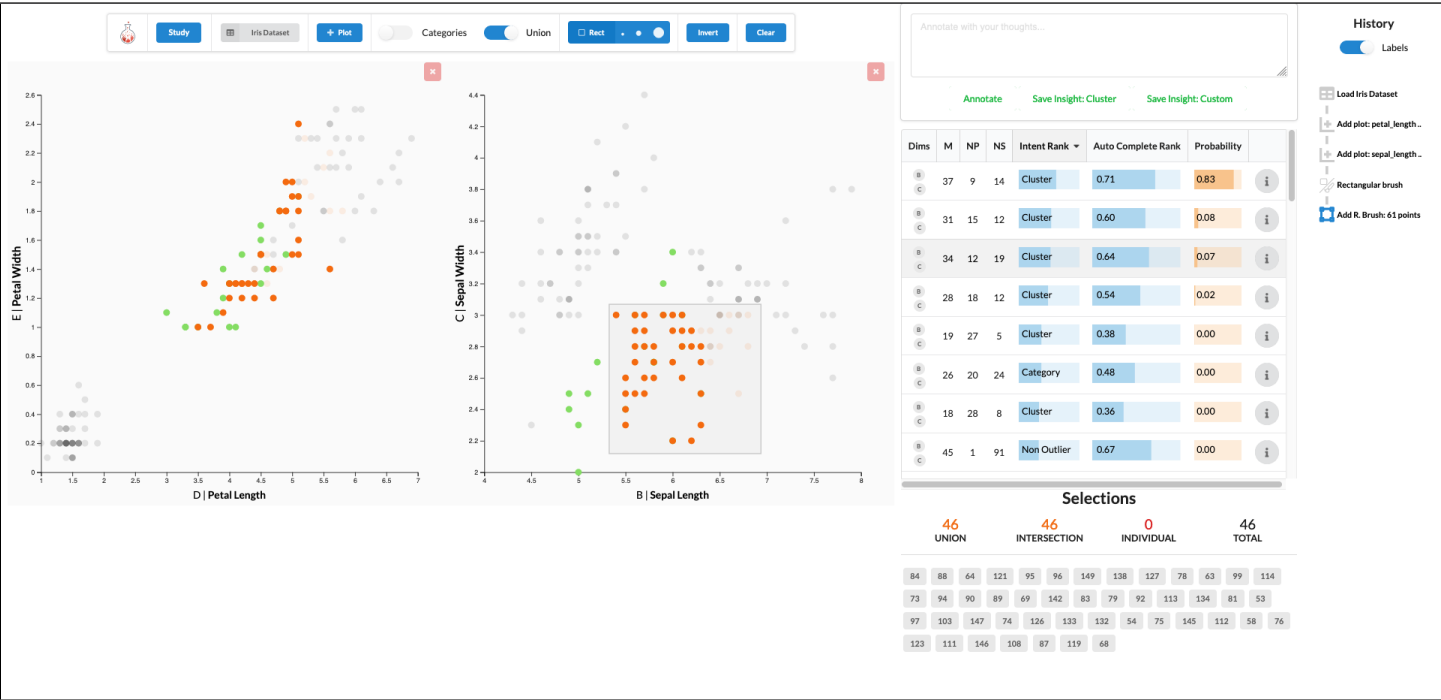 Study
Iris Dataset
+ Plot
Categories
Union
Rect
Invert
Clear
2.6
2.4
2.2
2
1.8
1.6
1.4
1.2
1
0.8
0.6
0.4
0.2
0
E | Petal Width
1
1.5
2
2.5
3
3.5
4
4.5
5
5.5
6
6.5
7
D | Petal Length
4.4
4.2
4
3.8
3.6
3.4
3.2
3
2.8
2.6
2.4
2.2
2
C | Sepal Width
4
4.5
5
5.5
6
6.5
7
7.5
8
B | Sepal Length
Annotate with your thoughts...
Annotate Save Insight: Cluster Save Insight: Custom
Dims M NP NS Intent Rank Auto Complete Rank Probability
B C 37 9 14 Cluster 0.71 0.83 i
B C 31 15 12 Cluster 0.60 0.08 i
B C 34 12 19 Cluster 0.64 0.07 i
B C 28 18 12 Cluster 0.54 0.02 i
B C 19 27 5 Cluster 0.38 0.00 i
B C 26 20 24 Category 0.48 0.00 i
B C 18 28 8 Cluster 0.36 0.00 i
B C 45 1 91 Non Outlier 0.67 0.00 i
Selections
46 46 0 46
UNION INTERSECTION INDIVIDUAL TOTAL
84 88 64 121 95 96 149 138 127 78 63 99 114
73 94 90 89 69 142 83 79 92 113 134 81 53
97 103 147 74 126 133 132 54 75 145 112 58 76
123 111 146 108 87 119 68
History
Labels
Load Iris Dataset
Add plot: petal_length ..
Add plot: sepal_length ..
Rectangular brush
Add R. Brush: 61 points